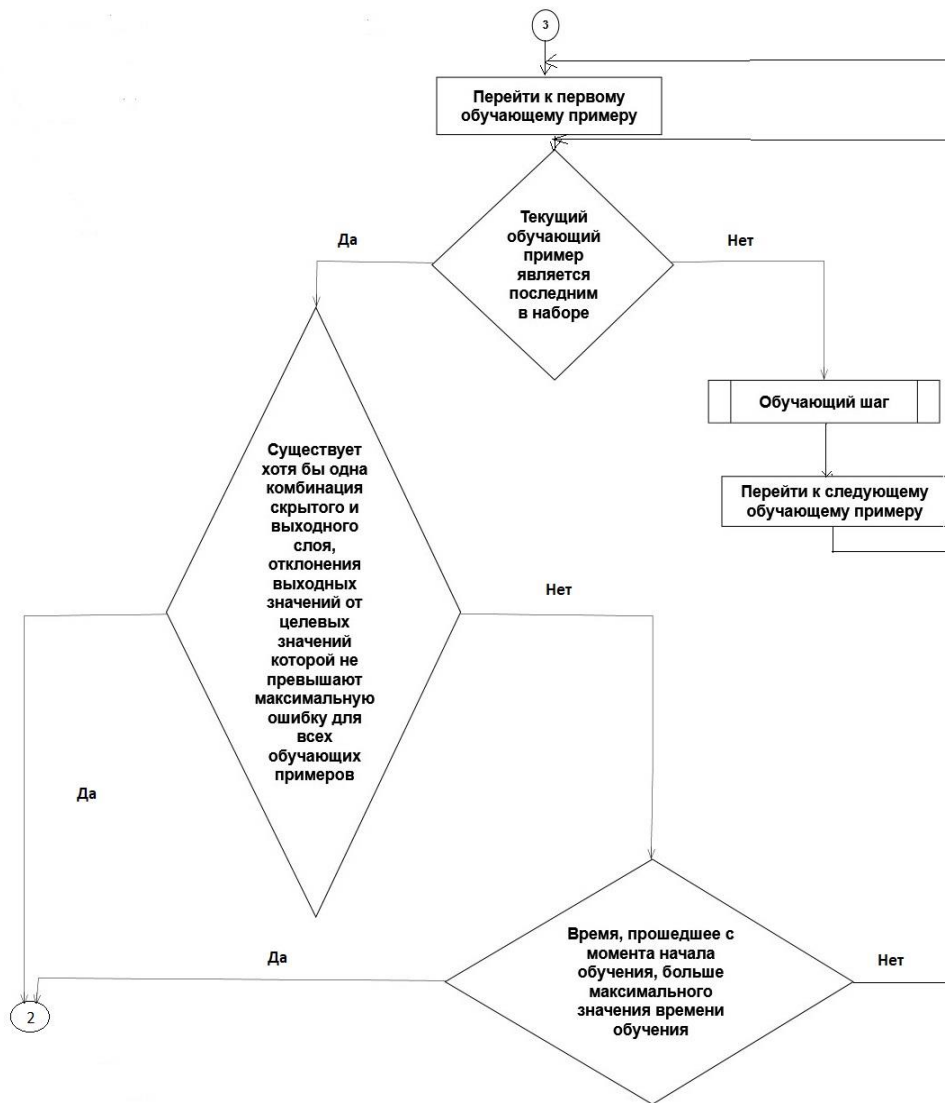 3
Перейти к первому
обучающему примеру
Текущий
обучающий
пример
является
последним
в наборе
Да
Нет
Обучающий шаг
Перейти к следующему
обучающему примеру
Существует
хотя бы одна
комбинация
скрытого и
выходного
слоя,
отклонения
выходных
значений от
целевых
значений
которой не
превышают
максимальную
ошибку для
всех
обучающих
примеров
Нет
Да
Время, прошедшее с
момента начала
обучения, больше
максимального
значения времени
обучения
Да
Нет
2